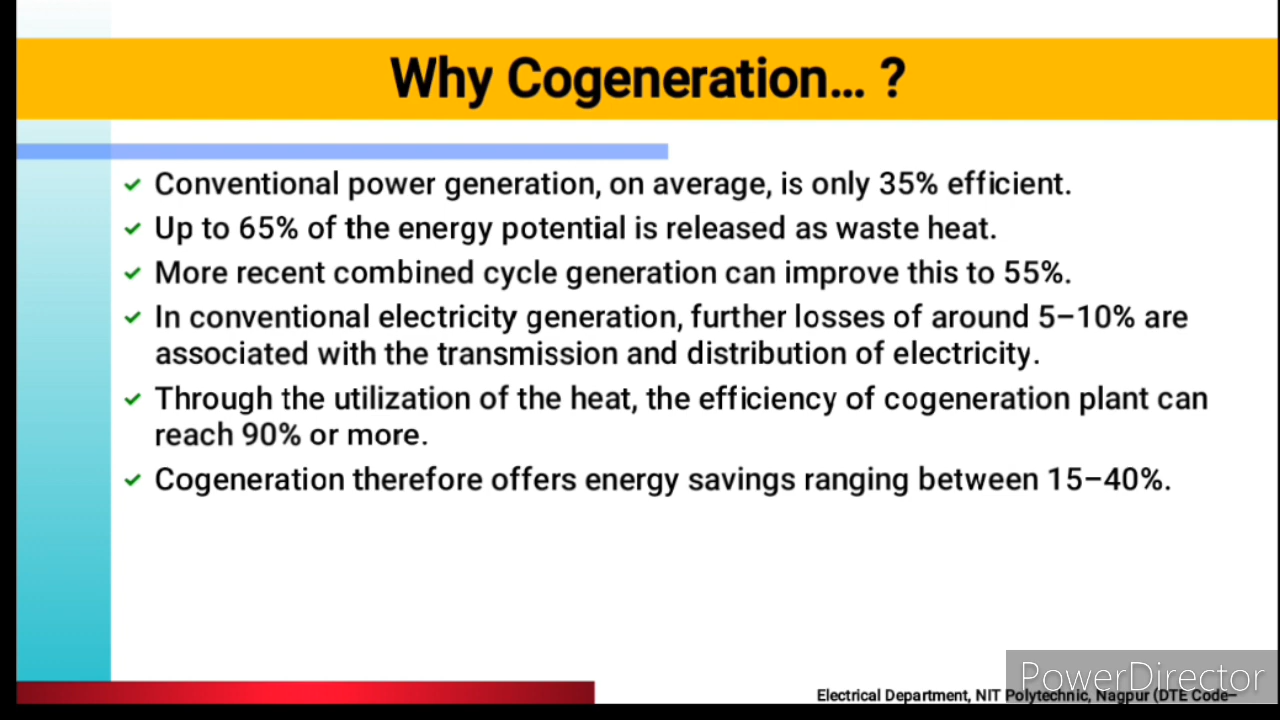 Why Cogeneration... ?
Conventional power generation, on average, is only 35% efficient.
Up to 65% of the energy potential is released as waste heat.
More recent combined cycle generation can improve this to 55%.
In conventional electricity generation, further losses of around 5–10% are
associated with the transmission and distribution of electricity.
Through the utilization of the heat, the efficiency of cogeneration plant can
reach 90% or more.
Cogeneration therefore offers energy savings ranging between 15–40%.
PowerDirector
Electrical Department, NIT Polytechnic, Nagpur (DTE Code–